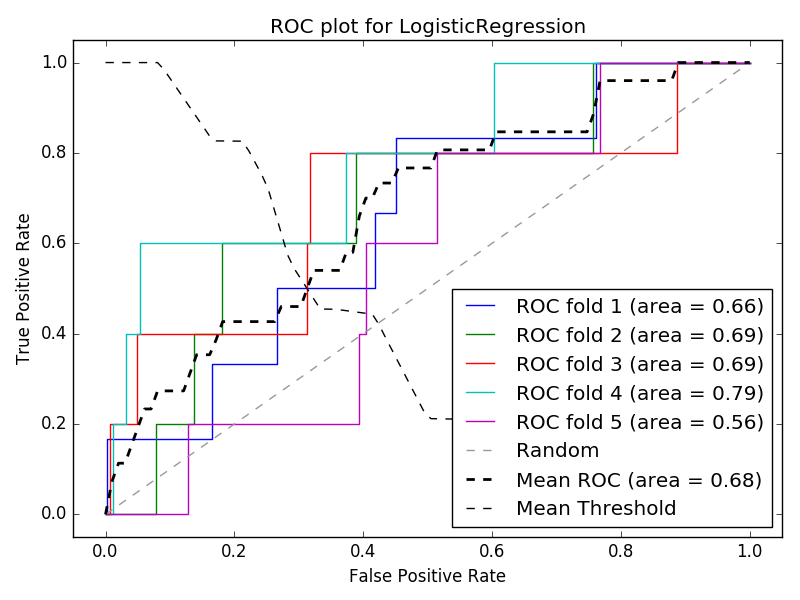 ROC plot for LogisticRegression
True Positive Rate
1.0
0.8
0.6
0.4
0.2
0.0
0.0 0.2 0.4 0.6 0.8 1.0
False Positive Rate
ROC fold 1 (area = 0.66)
ROC fold 2 (area = 0.69)
ROC fold 3 (area = 0.69)
ROC fold 4 (area = 0.79)
ROC fold 5 (area = 0.56)
Random
Mean ROC (area = 0.68)
Mean Threshold